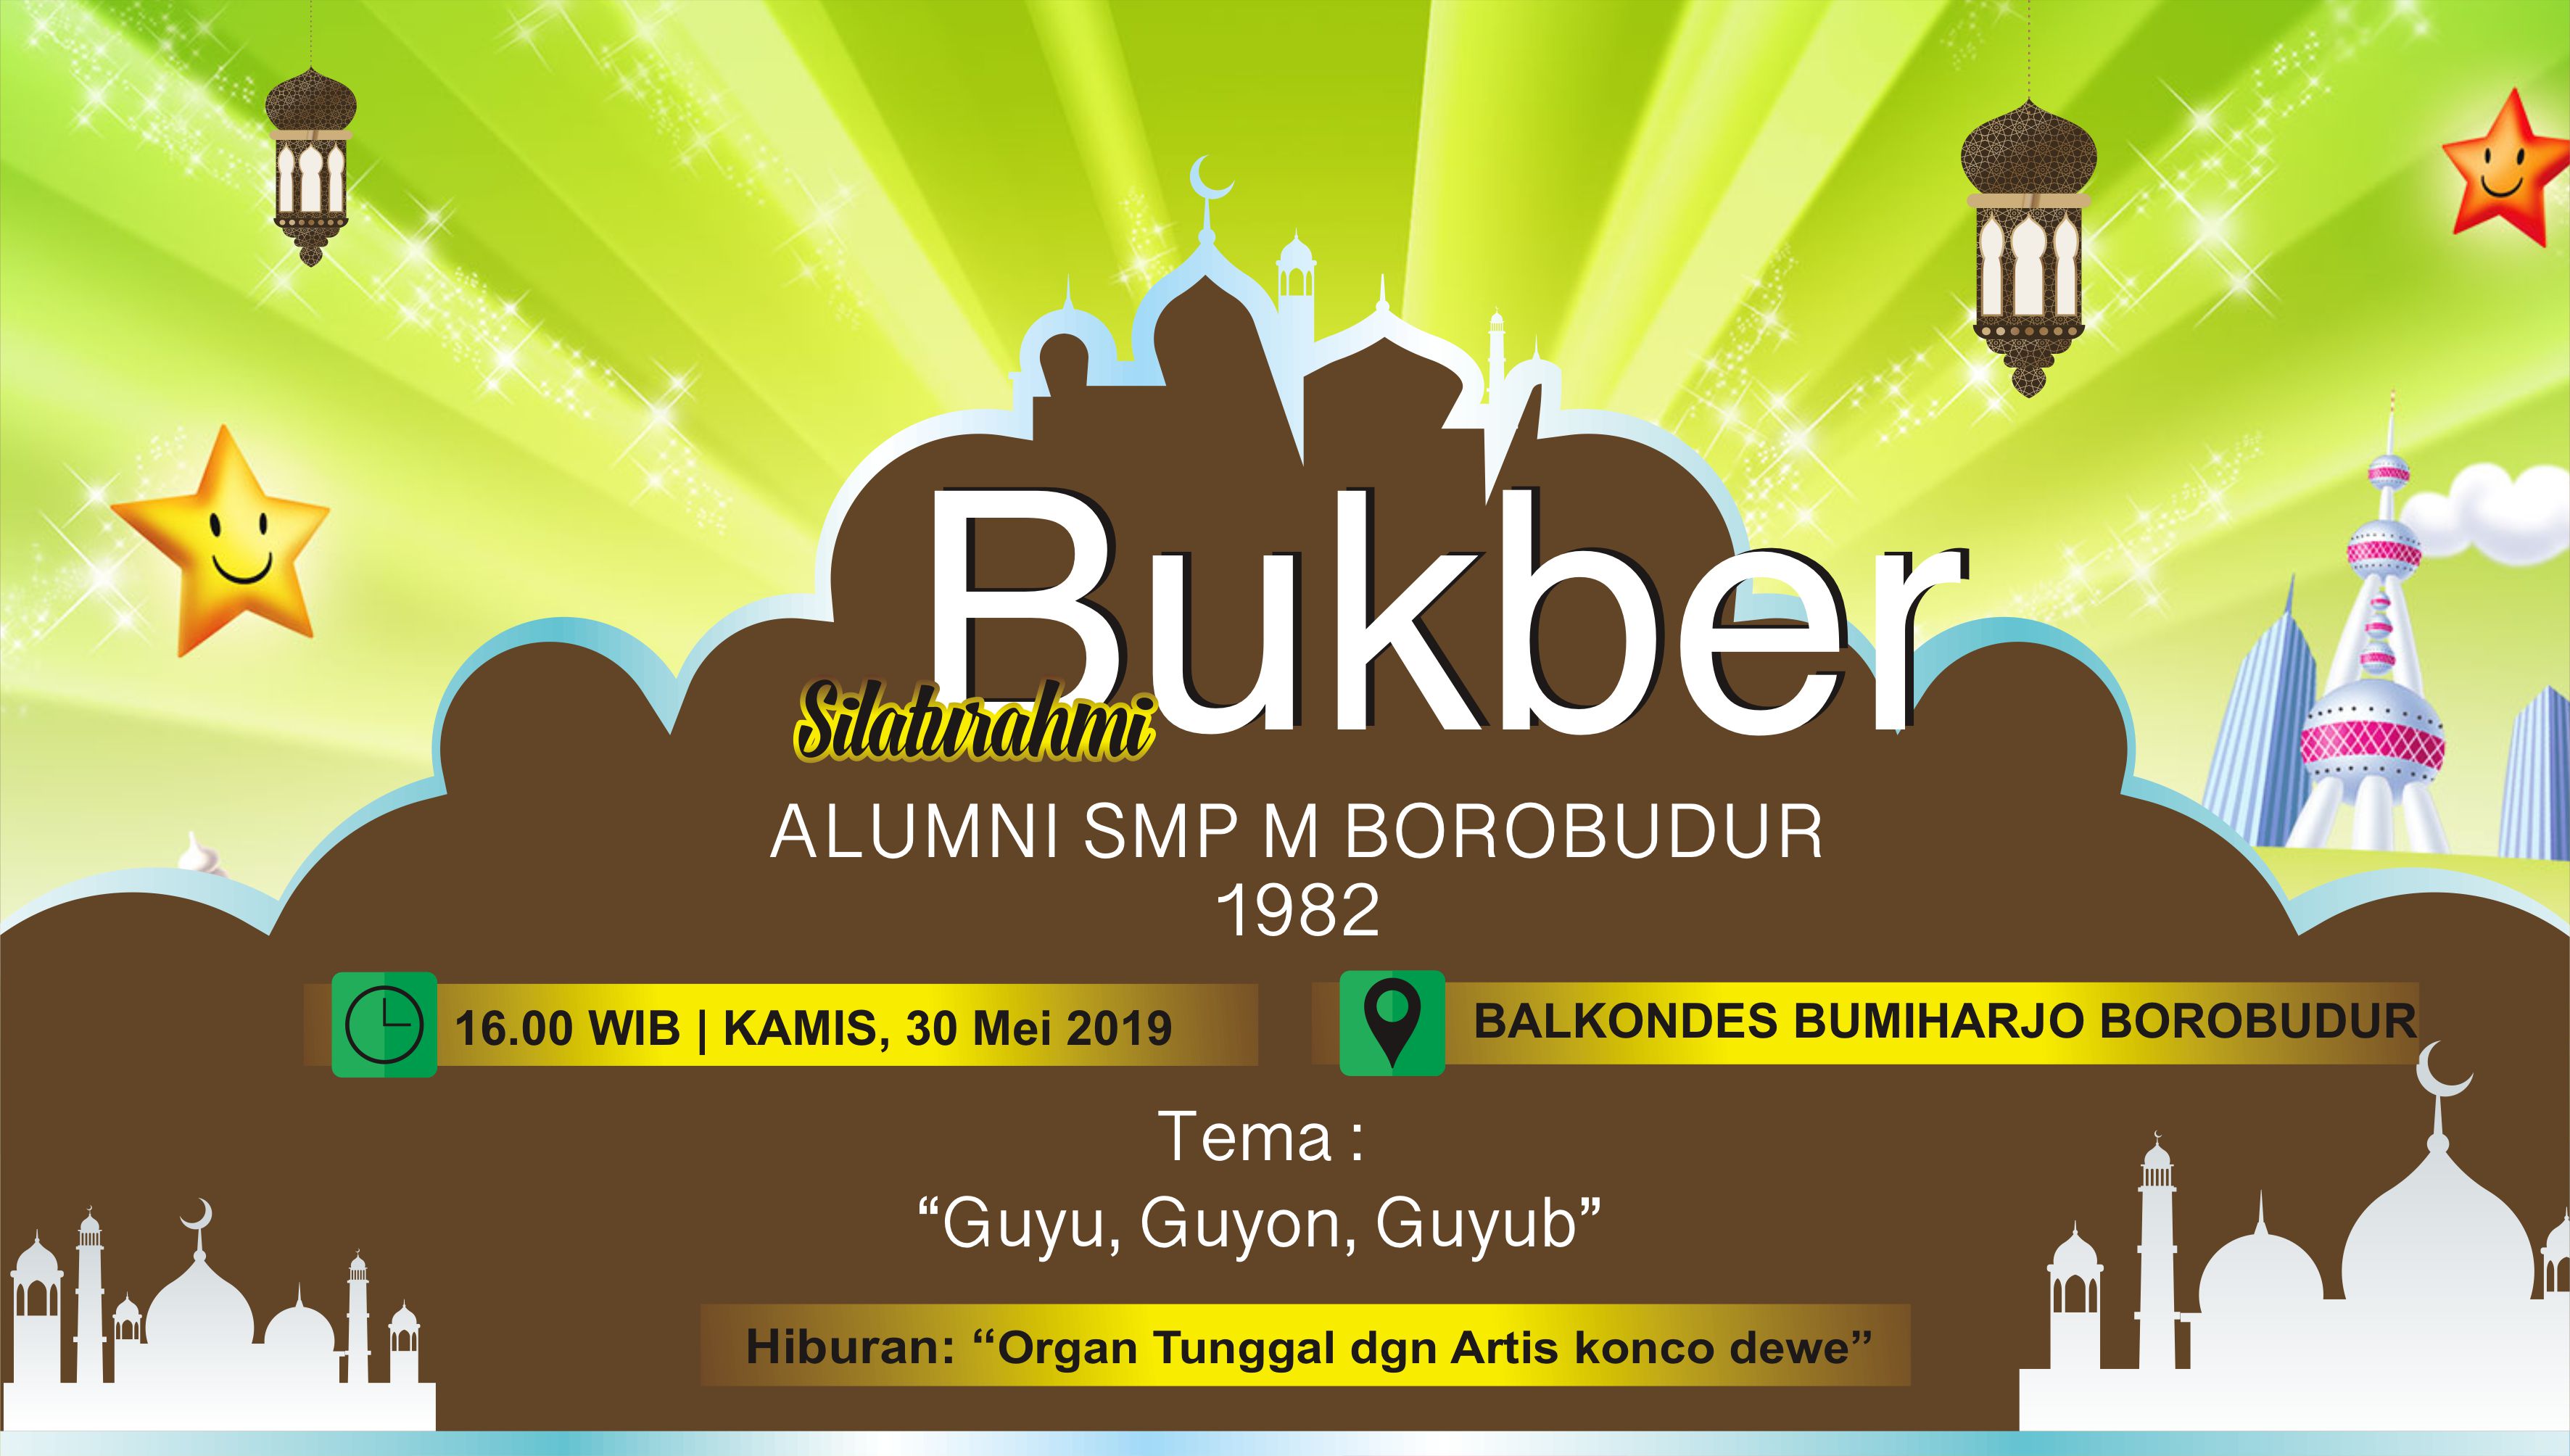 Bukber
Silaturahmi
ALUMNI SMP M BOROBUDUR
1982
16.00 WIB | KAMIS, 30 Mei 2019
BALKONDES BUMIHARJO BOROBUDUR
Tema :
“Guyu, Guyon, Guyub”
Hiburan: “Organ Tunggal dgn Artis konco dewe”